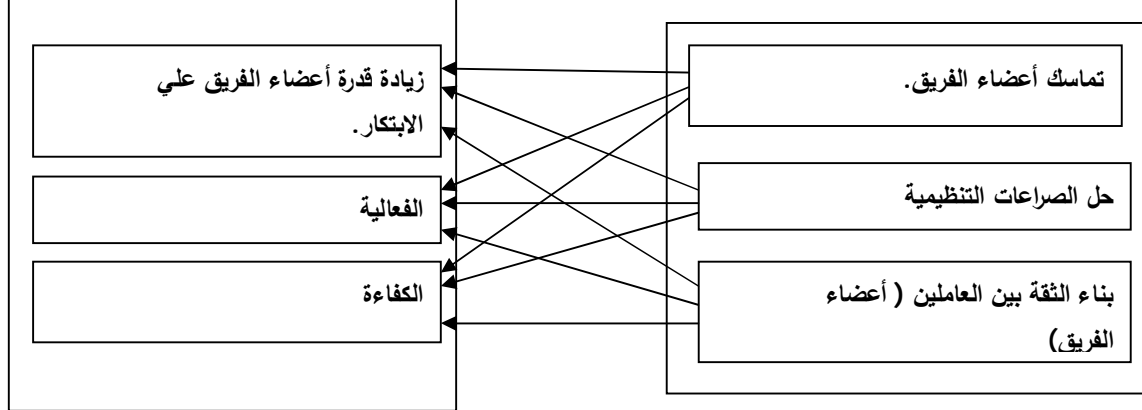 تماسك أعضاء الفريق.
حل الصراعات التنظيمية
بناء الثقة بين العاملين ( أعضاء
الفريق)
زيادة قدرة أعضاء الفريق علي
الابتكار.
الفعالية
الكفاءة